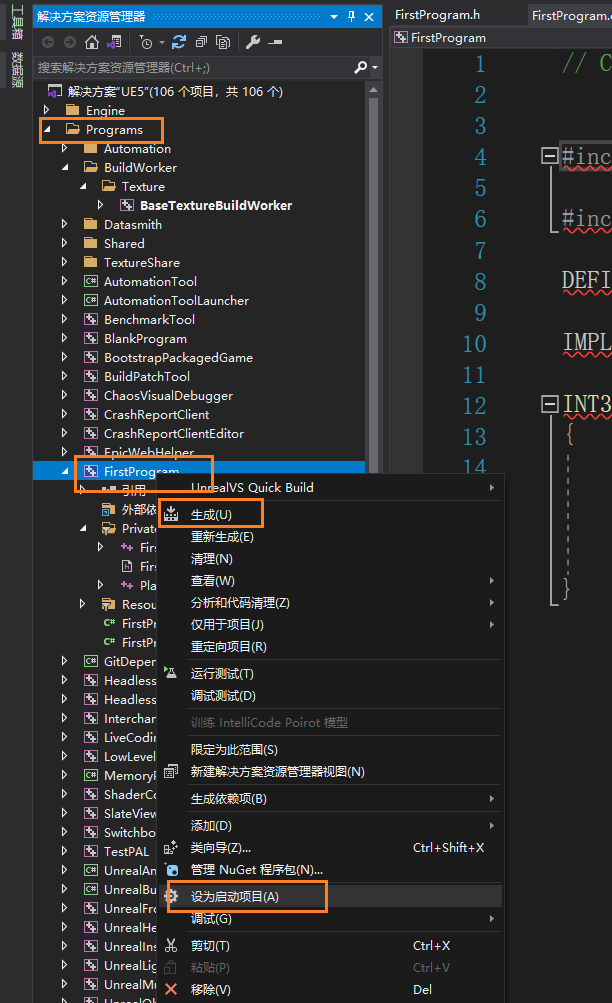 工具箱
数据源
解决方案资源管理器
搜索解决方案资源管理器(Ctrl+;)
解决方案"UE5"(106 个项目，共 106 个)
Engine
Programs
Automation
BuildWorker
Texture
BaseTextureBuildWorker
Datasmith
Shared
TextureShare
AutomationTool
AutomationToolLauncher
BenchmarkTool
BlankProgram
BootstrapPackagedGame
BuildPatchTool
ChaosVisualDebugger
CrashReportClient
CrashReportClientEditor
EpicWebHelper
FirstProgram
引用
外部依
Private
Firs
Firs
Pla
Resou
FirstPr
FirstPr
GitDeper
Headless
Headless
Interchan
LiveCodin
LowLevel
MemoryP
ShaderCo
SlateView
Switchbo
TestPAL
UnrealAn
UnrealBu
UnrealFro
UnrealHe
UnrealIns
UnrealLig
UnrealMu
UnrealVS Quick Build
生成(U)
重新生成(E)
清理(N)
查看(W)
分析和代码清理(Z)
仅用于项目(J)
重定向项目(R)
运行测试(T)
调试测试(D)
训练 IntelliCode Poirot 模型
限定为此范围(S)
新建解决方案资源管理器视图(N)
生成依赖项(B)
添加(D)
类向导(Z)... Ctrl+Shift+X
管理 NuGet 程序包(N)...
设为启动项目(A)
调试(G)
剪切(T) Ctrl+X
粘贴(P) Ctrl+V
移除(V) Del
FirstProgram.h
FirstProgram.
FirstProgram
1 // C
2
3
4 #inc
5
6 #inc
7
8 DEFI
9
10 IMPL
11
12 INT3
13 {
14
}